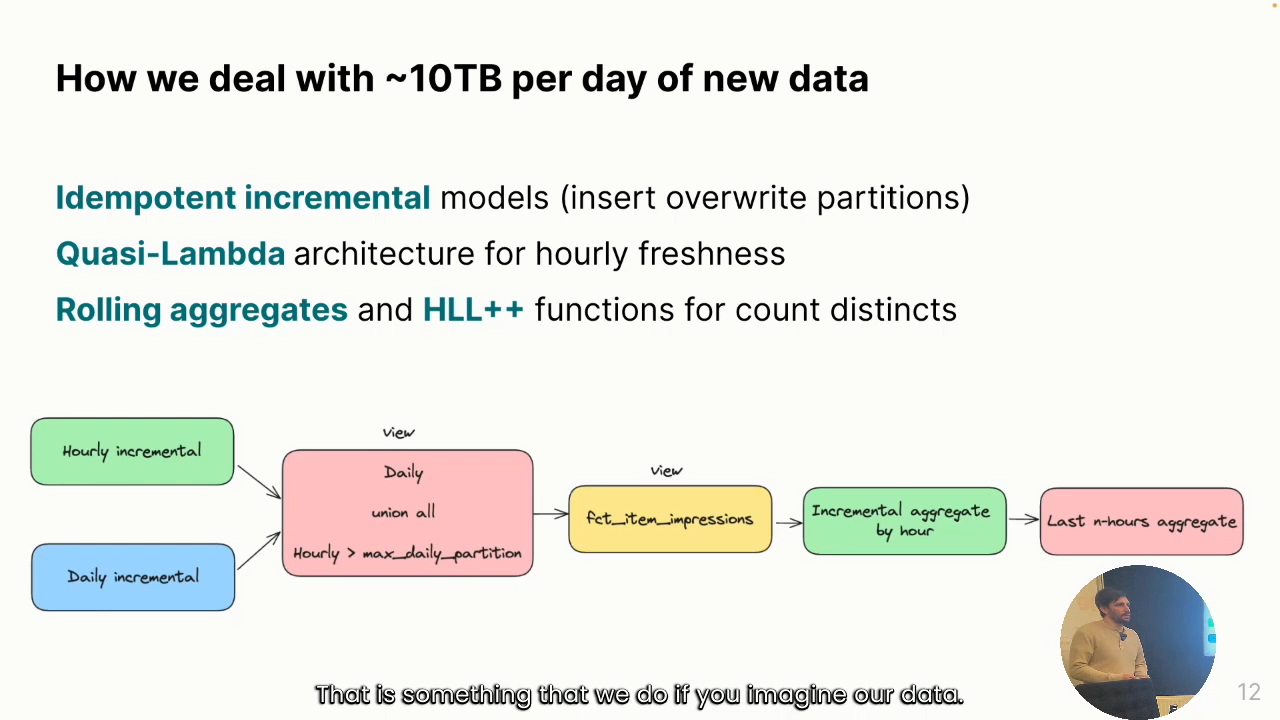 How we deal with ~10TB per day of new data
Idempotent incremental models (insert overwrite partitions)
Quasi-Lambda architecture for hourly freshness
Rolling aggregates and HLL++ functions for count distincts
Hourly incremental
Daily incremental
view
Daily
union all
Hourly > max_daily_partition
view
fct_item_impressions
Incremental aggregate
by hour
Last n-hours aggregate
That is something that we do if you imagine our data.
12